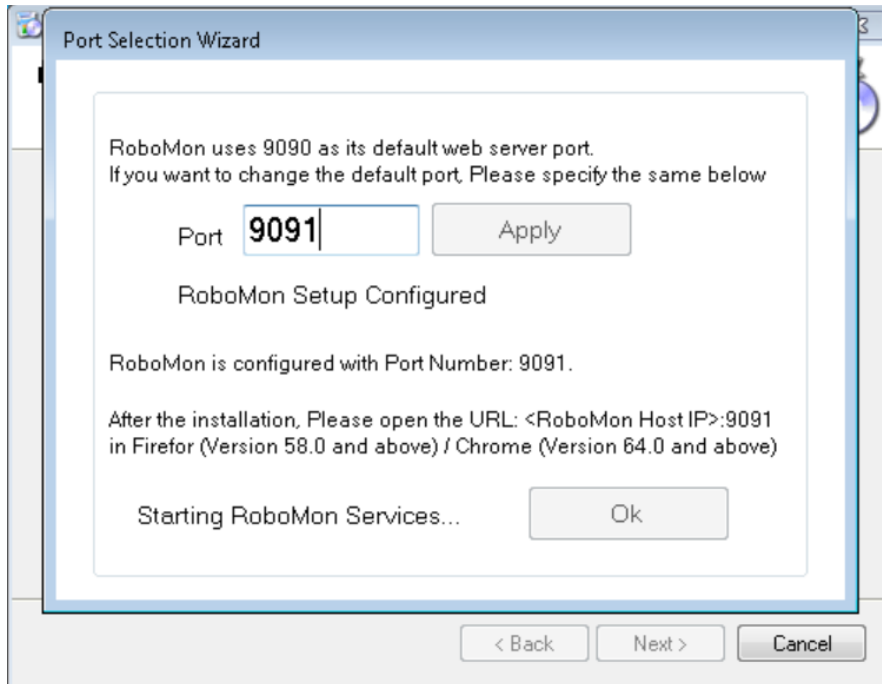 Port Selection Wizard
RoboMon uses 9090 as its default web server port.
If you want to change the default port, Please specify the same below
Port 9091 Apply
RoboMon Setup Configured
RoboMon is configured with Port Number: 9091.
After the installation, Please open the URL: <RoboMon Host IP>:9091
in Firefor (Version 58.0 and above) / Chrome (Version 64.0 and above)
Starting RoboMon Services... Ok
< Back Next > Cancel